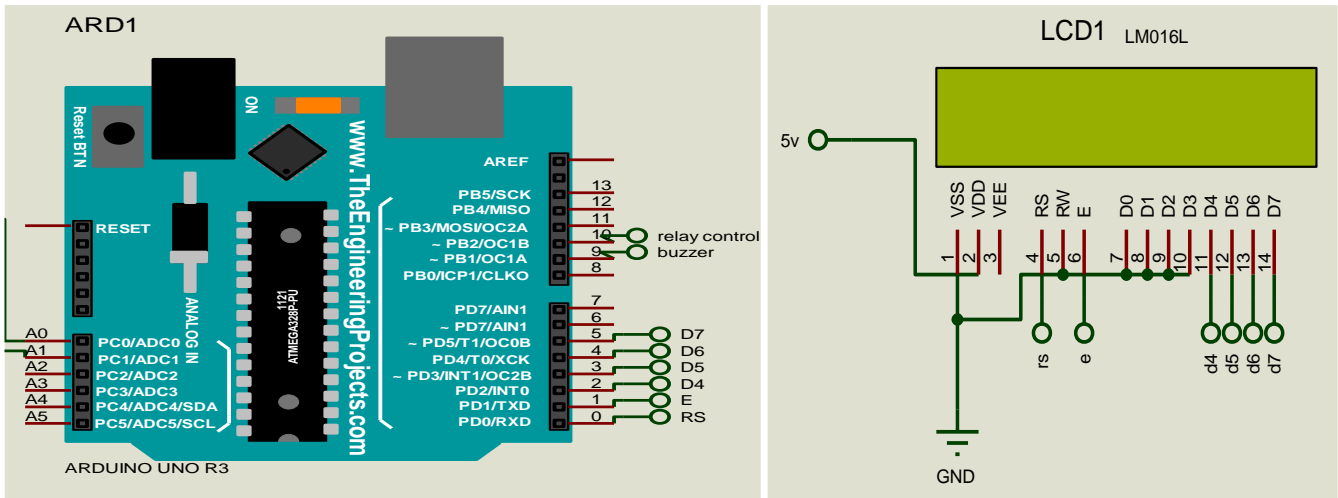 ARD1
Reset BTN
ON
www.TheEngineeringProjects.com
ANALOG IN
1121
ATMEGA328P-PU
RESET
AREF
PB5/SCK 13
PB4/MISO 12
~ PB3/MOSI/OC2A 11
~ PB2/OC1B 10 relay control
~ PB1/OC1A 9 buzzer
PB0/ICP1/CLKO 8
PD7/AIN1 7
~ PD7/AIN1 6
~ PD5/T1/OC0B 5 D7
PD4/T0/XCK 4 D6
~ PD3/INT1/OC2B 3 D5
PD2/INT0 2 D4
PD1/TXD 1 E
PD0/RXD 0 RS
A0 PC0/ADC0
A1 PC1/ADC1
A2 PC2/ADC2
A3 PC3/ADC3
A4 PC4/ADC4/SDA
A5 PC5/ADC5/SCL
ARDUINO UNO R3
LCD1 LM016L
5v
VSS VDD VEE RS RW E D0 D1 D2 D3 D4 D5 D6 D7
1 2 3 4 5 6 7 8 9 10 11 12 13 14
rs e d4 d5 d6 d7
GND